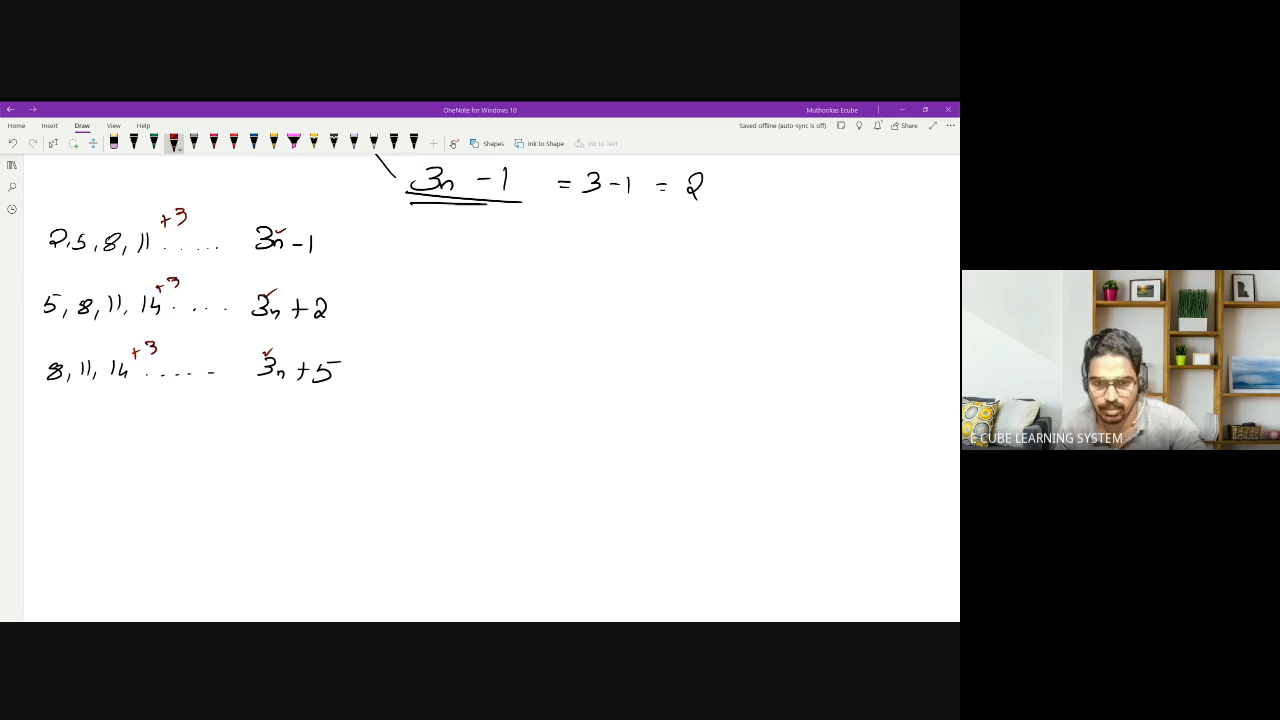 OneNote for Windows 10
Muthookas Ecube
Home Insert Draw View Help
Saved offline (auto-sync is off)
Share
Shapes
Ink to Shape
Ink to Text
3n - 1 = 3 - 1 = 2
+3
2, 5, 8, 11 ..... 3n - 1
+3
5, 8, 11, 14 .... 3n + 2
+3
8, 11, 14 ..... - 3n + 5
E CUBE LEARNING SYSTEM